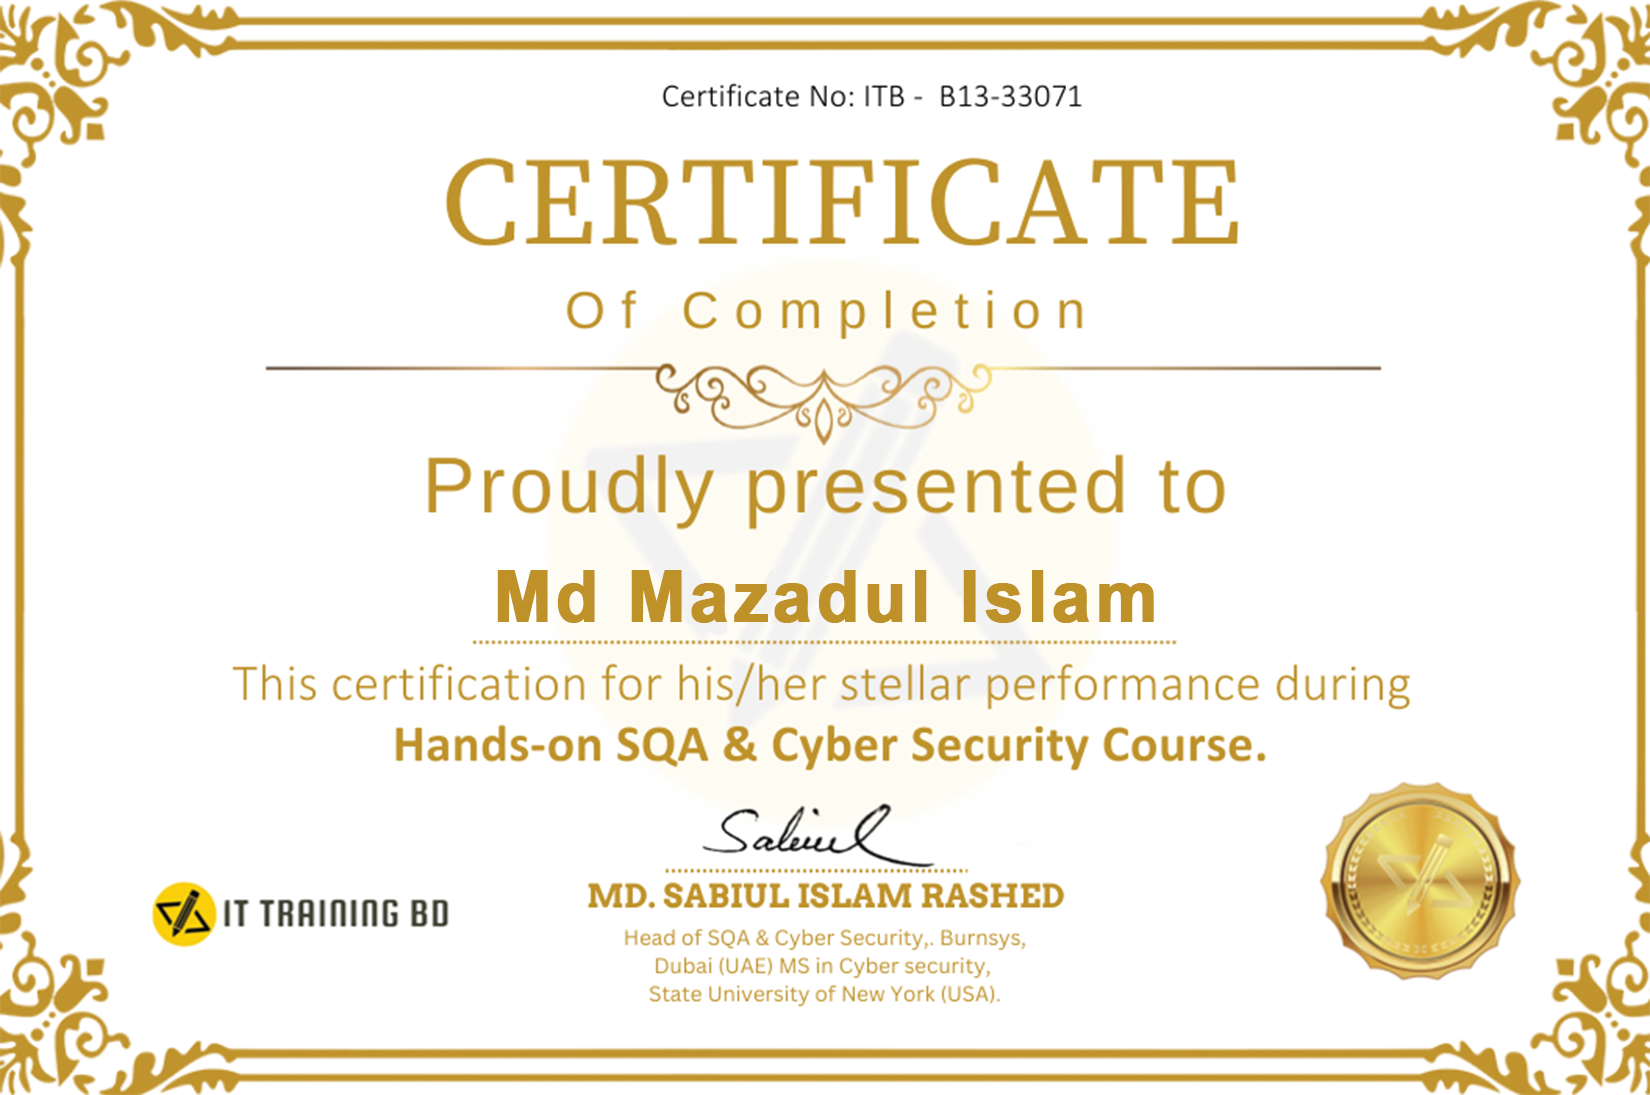 Certificate No: ITB - B13-33071
CERTIFICATE
Of Completion
Proudly presented to
Md Mazadul Islam
This certification for his/her stellar performance during
Hands-on SQA & Cyber Security Course.
Sabiul
MD. SABIUL ISLAM RASHED
Head of SQA & Cyber Security,. Burnsys,
Dubai (UAE) MS in Cyber security,
State University of New York (USA).
IT TRAINING BD